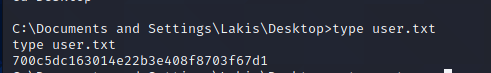 C:\Documents and Settings\Lakis\Desktop>type user.txt
type user.txt
700c5dc163014e22b3e408f8703f67d1